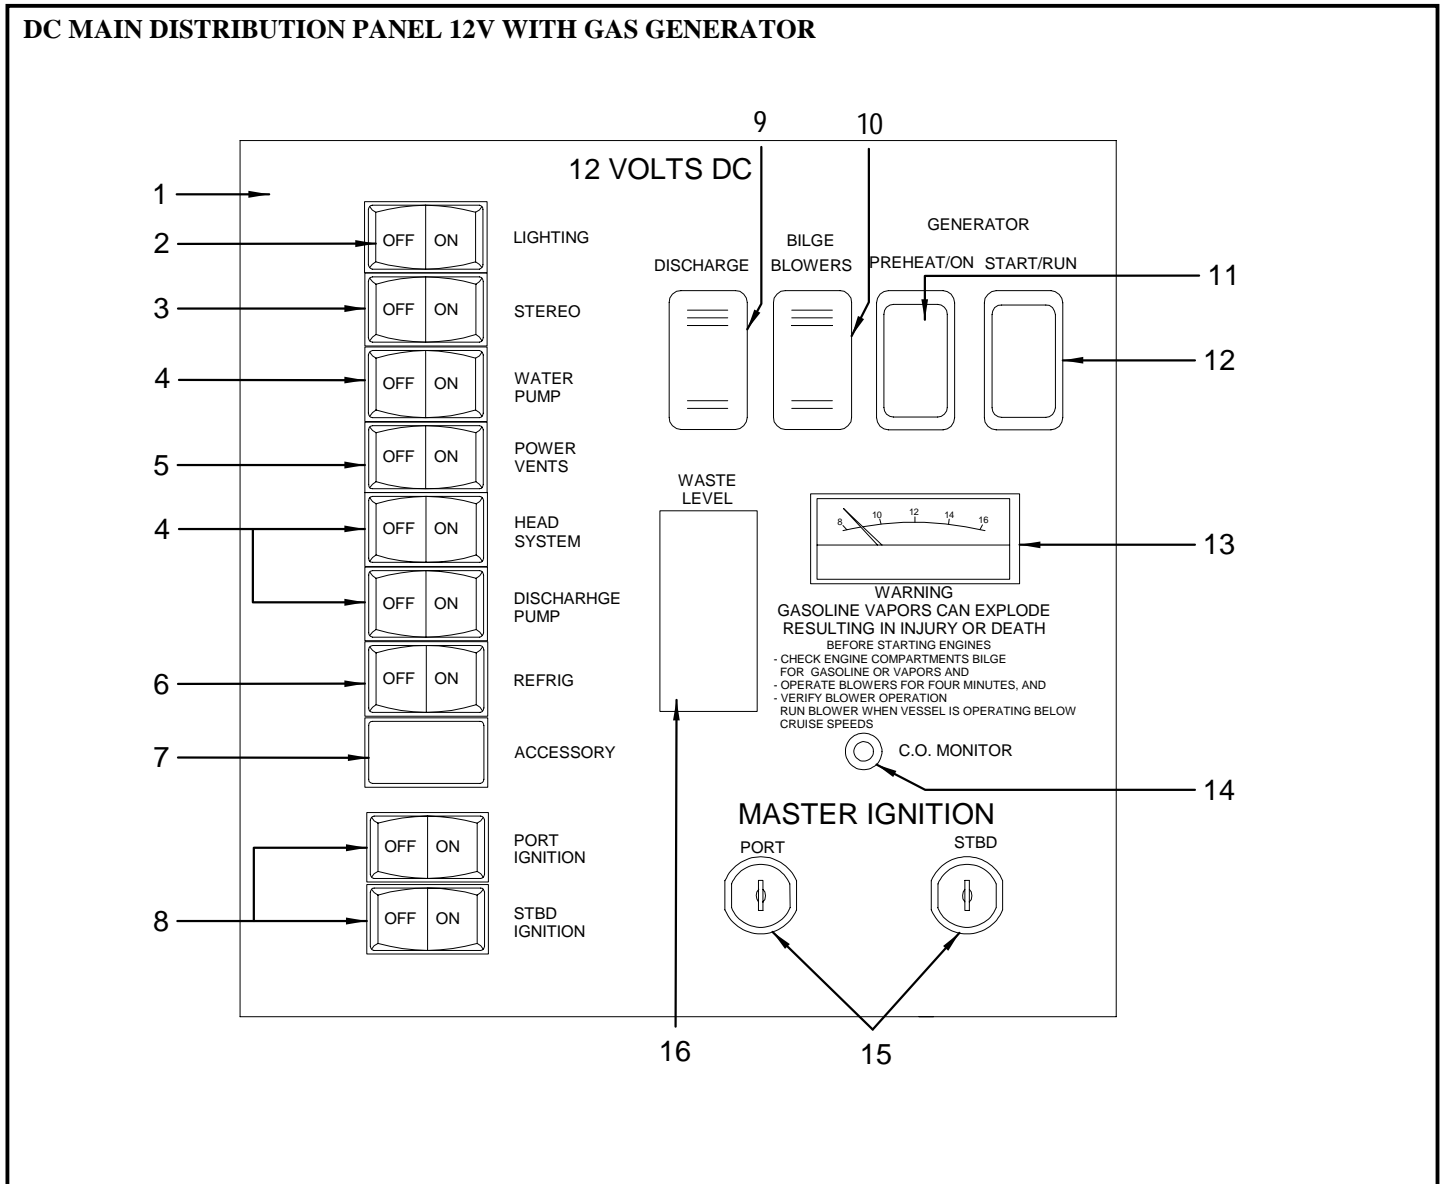 DC MAIN DISTRIBUTION PANEL 12V WITH GAS GENERATOR
9
10
12 VOLTS DC
1
2
OFF ON
LIGHTING
3
OFF ON
STEREO
4
OFF ON
WATER
PUMP
5
OFF ON
POWER
VENTS
4
OFF ON
HEAD
SYSTEM
OFF ON
DISCHARHGE
PUMP
6
OFF ON
REFRIG
7
ACCESSORY
OFF ON
PORT
IGNITION
8
OFF ON
STBD
IGNITION
DISCHARGE
BILGE
BLOWERS
GENERATOR
PREHEAT/ON START/RUN
11
12
WASTE
LEVEL
8 10 12 14 16
13
WARNING
GASOLINE VAPORS CAN EXPLODE
RESULTING IN INJURY OR DEATH
BEFORE STARTING ENGINES
- CHECK ENGINE COMPARTMENTS BILGE
FOR GASOLINE OR VAPORS AND
- OPERATE BLOWERS FOR FOUR MINUTES, AND
- VERIFY BLOWER OPERATION
RUN BLOWER WHEN VESSEL IS OPERATING BELOW
CRUISE SPEEDS
C.O. MONITOR
14
MASTER IGNITION
PORT
STBD
16
15